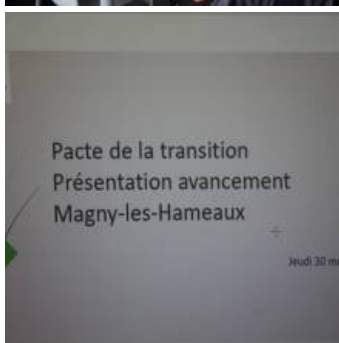 Pacte de la transition
Présentation avancement
Magny-les-Hameaux
Jeudi 30